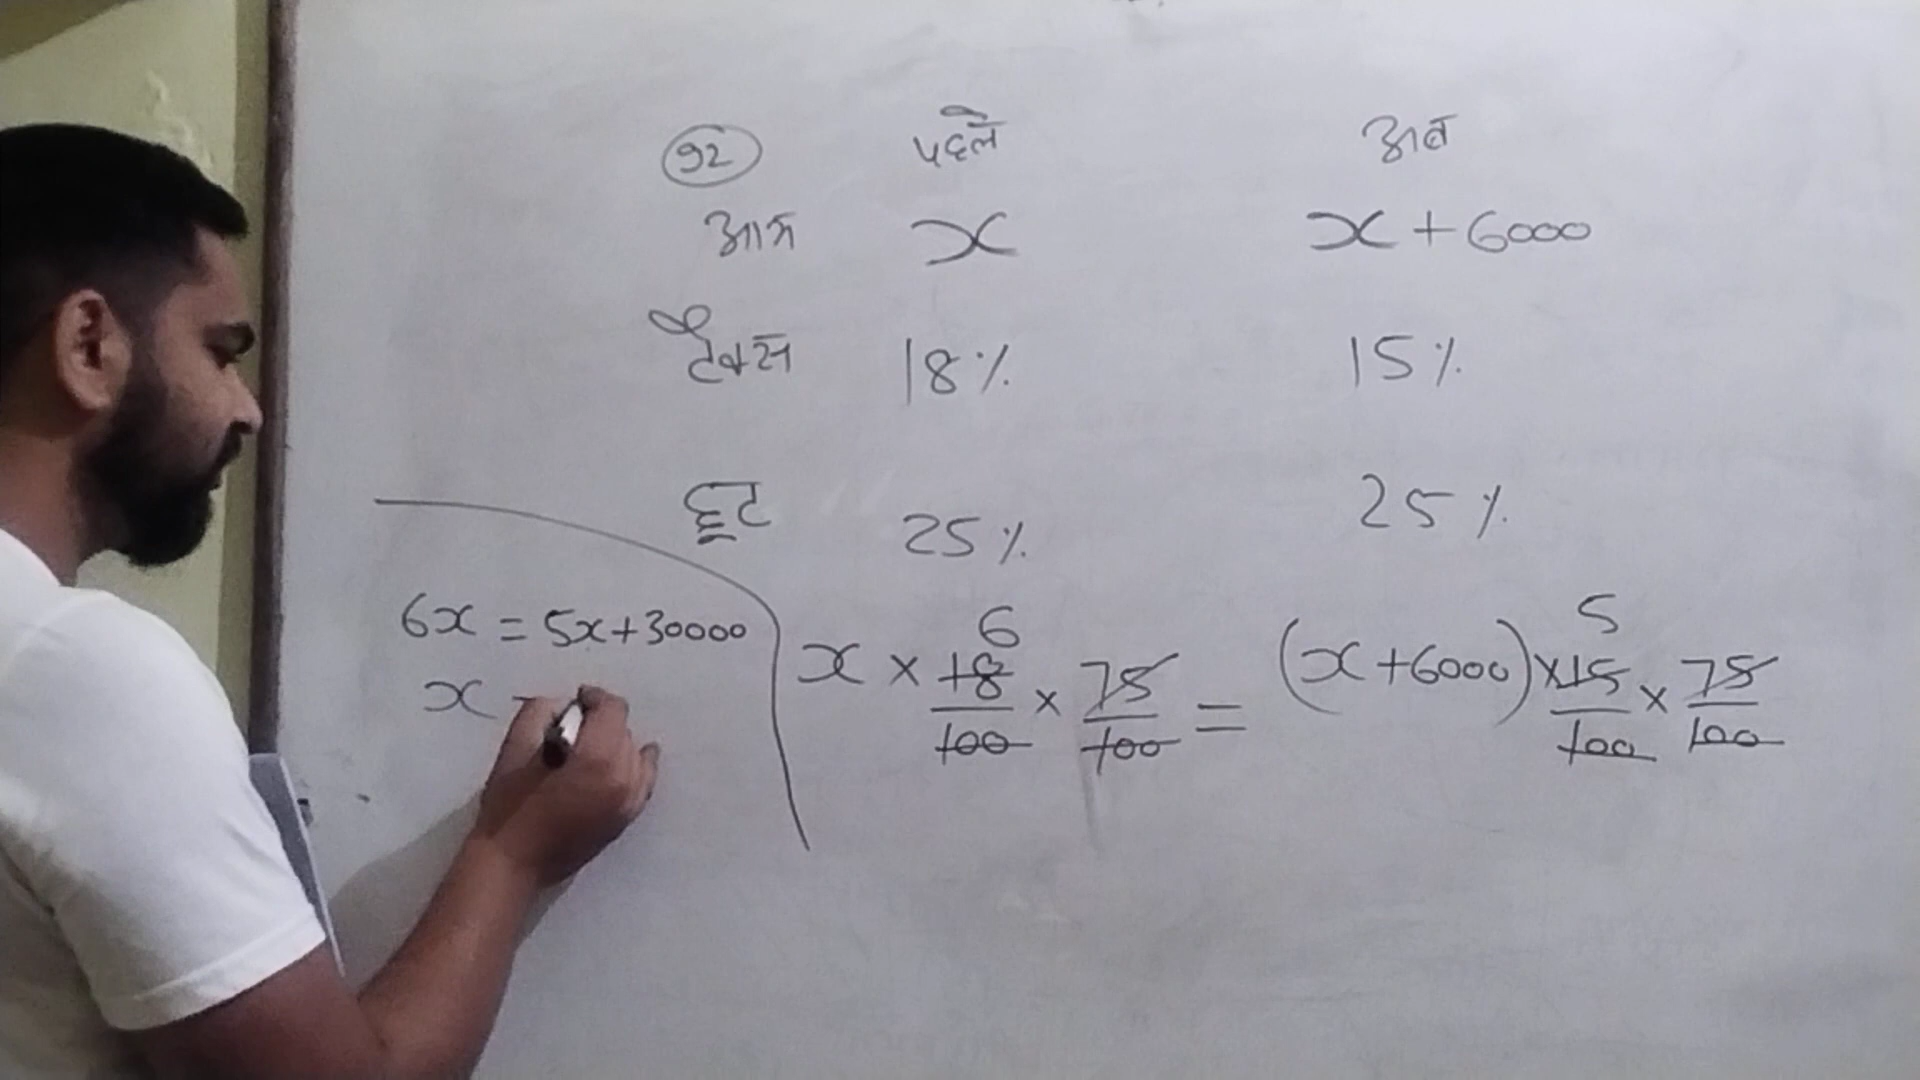 92 पहले अब
आय x x + 6000
टैक्स 18% 15%
छूट 25% 25%
6x = 5x+30000
x × 18/100 × 75/100 = (x+6000) × 15/100 × 75/100
6 5
x =